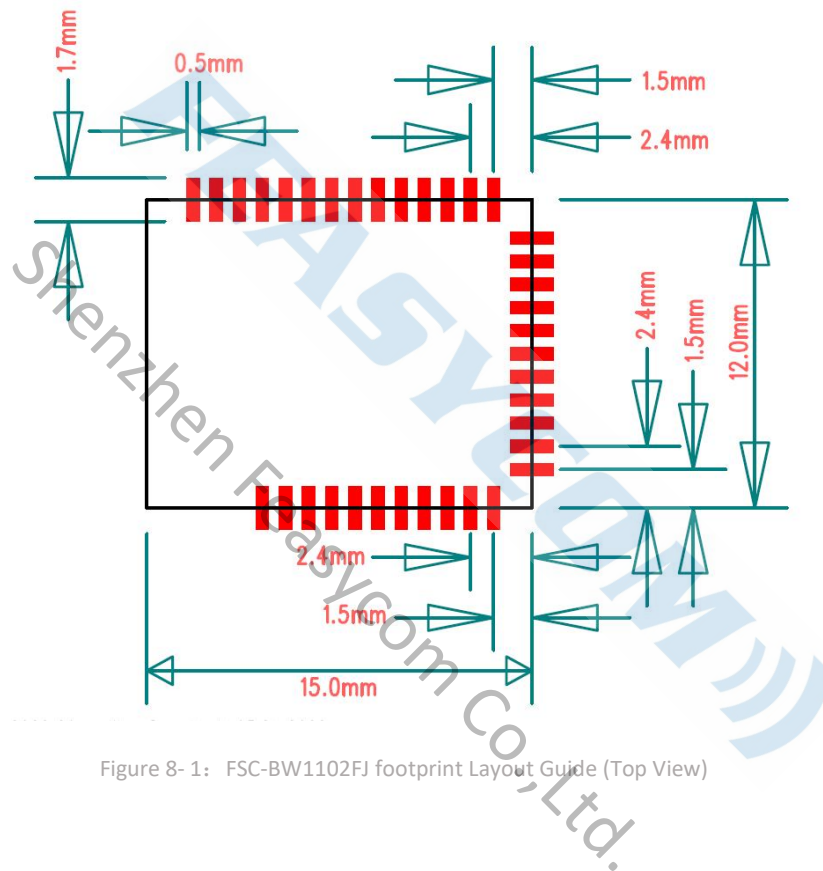 1.7mm
0.5mm
1.5mm
2.4mm
2.4mm
1.5mm
12.0mm
2.4mm
1.5mm
15.0mm
FEASYCOM
Shenzhen Feasycom Co.,Ltd.
Figure 8- 1： FSC-BW1102FJ footprint Layout Guide (Top View)